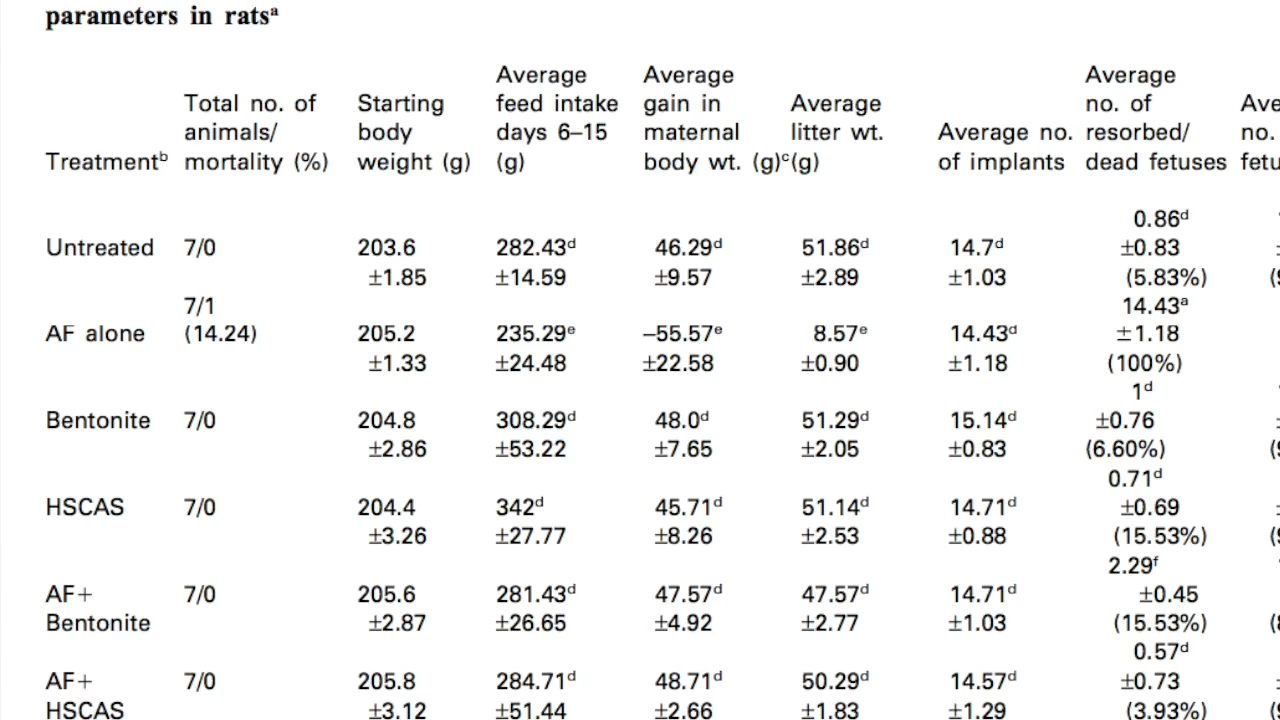 parameters in ratsᵃ
Average Average Average
Total no. of Starting feed intake gain in Average no. of Ave
animals/ body days 6–15 maternal litter wt. Average no. resorbed/ no.
Treatmentᵇ mortality (%) weight (g) (g) body wt. (g)ᶜ(g) of implants dead fetuses fetu
0.86ᵈ
Untreated 7/0 203.6 282.43ᵈ 46.29ᵈ 51.86ᵈ 14.7ᵈ ±0.83
±1.85 ±14.59 ±9.57 ±2.89 ±1.03 (5.83%)
7/1 14.43ᵃ
AF alone (14.24) 205.2 235.29ᵉ –55.57ᵉ 8.57ᵉ 14.43ᵈ ±1.18
±1.33 ±24.48 ±22.58 ±0.90 ±1.18 (100%)
1ᵈ
Bentonite 7/0 204.8 308.29ᵈ 48.0ᵈ 51.29ᵈ 15.14ᵈ ±0.76
±2.86 ±53.22 ±7.65 ±2.05 ±0.83 (6.60%)
0.71ᵈ
HSCAS 7/0 204.4 342ᵈ 45.71ᵈ 51.14ᵈ 14.71ᵈ ±0.69
±3.26 ±27.77 ±8.26 ±2.53 ±0.88 (15.53%)
2.29ᶠ
AF+ 7/0 205.6 281.43ᵈ 47.57ᵈ 47.57ᵈ 14.71ᵈ ±0.45
Bentonite ±2.87 ±26.65 ±4.92 ±2.77 ±1.03 (15.53%)
0.57ᵈ
AF+ 7/0 205.8 284.71ᵈ 48.71ᵈ 50.29ᵈ 14.57ᵈ ±0.73
HSCAS ±3.12 ±51.44 ±2.66 ±1.83 ±1.29 (3.93%)